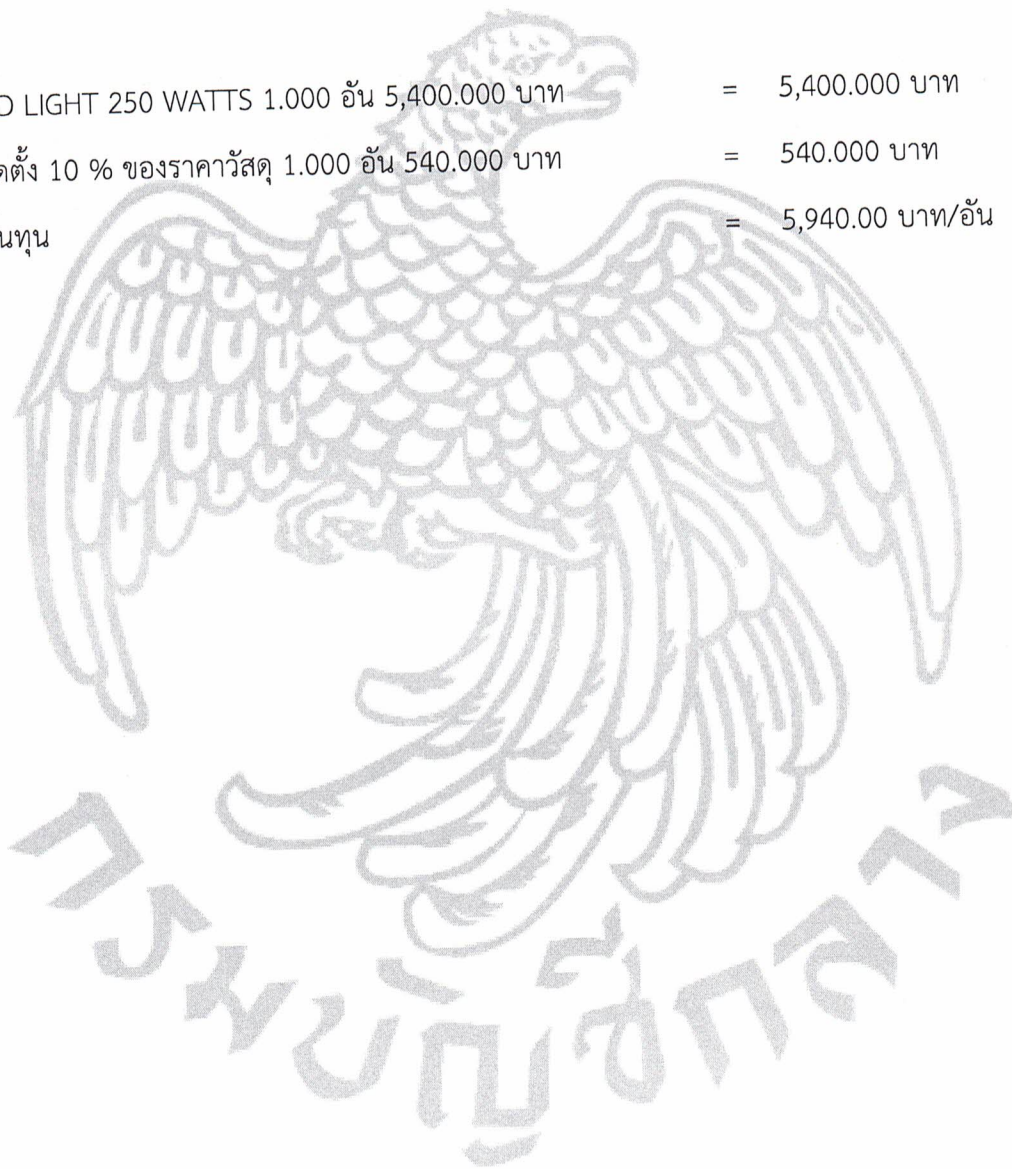 D LIGHT 250 WATTS 1.000 อัน 5,400.000 บาท = 5,400.000 บาท
ดตั้ง 10 % ของราคาวัสดุ 1.000 อัน 540.000 บาท = 540.000 บาท
นทุน = 5,940.00 บาท/อัน
กรมบัญชีกลาง